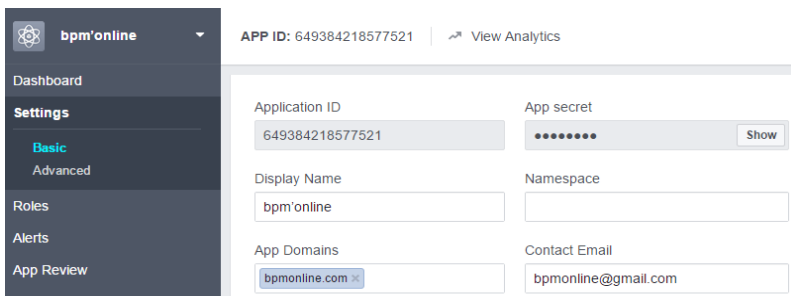 bpm'online
APP ID: 649384218577521
View Analytics
Dashboard
Settings
Basic
Advanced
Roles
Alerts
App Review
Application ID
649384218577521
App secret
••••••••
Show
Display Name
bpm'online
Namespace
App Domains
bpmonline.com ×
Contact Email
bpmonline@gmail.com